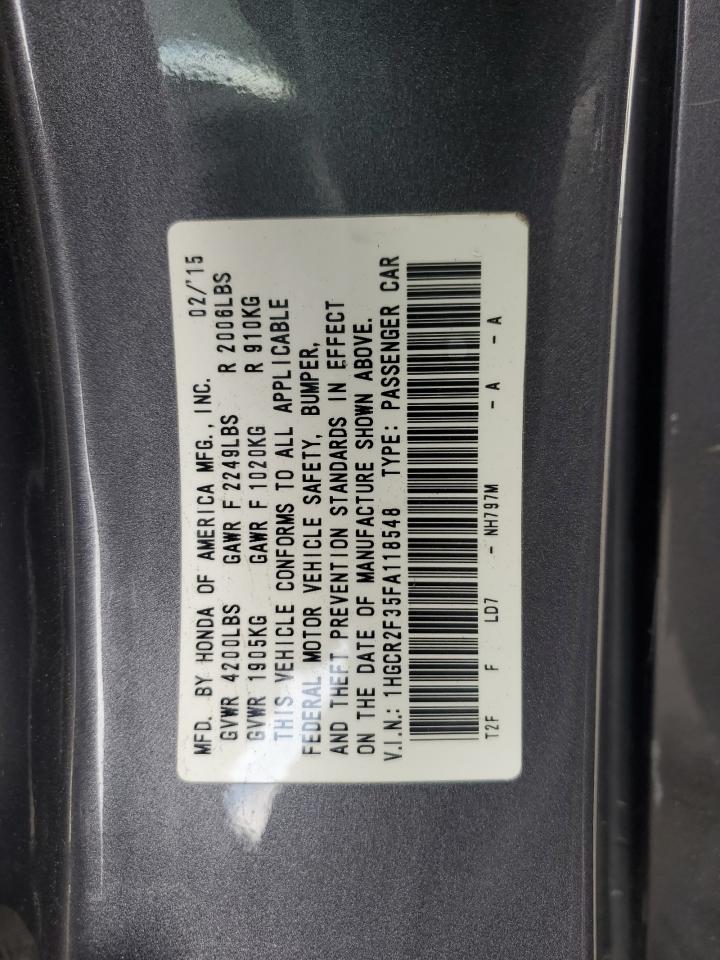 MFD. BY HONDA OF AMERICA MFG., INC. 02/'15
GVWR 4200LBS GAWR F 2249LBS R 2006LBS
GVWR 1905KG GAWR F 1020KG R 910KG
THIS VEHICLE CONFORMS TO ALL APPLICABLE
FEDERAL MOTOR VEHICLE SAFETY, BUMPER,
AND THEFT PREVENTION STANDARDS IN EFFECT
ON THE DATE OF MANUFACTURE SHOWN ABOVE.
V.I.N.: 1HGCR2F35FA118548 TYPE: PASSENGER CAR
T2F F LD7 - NH797M - A - A